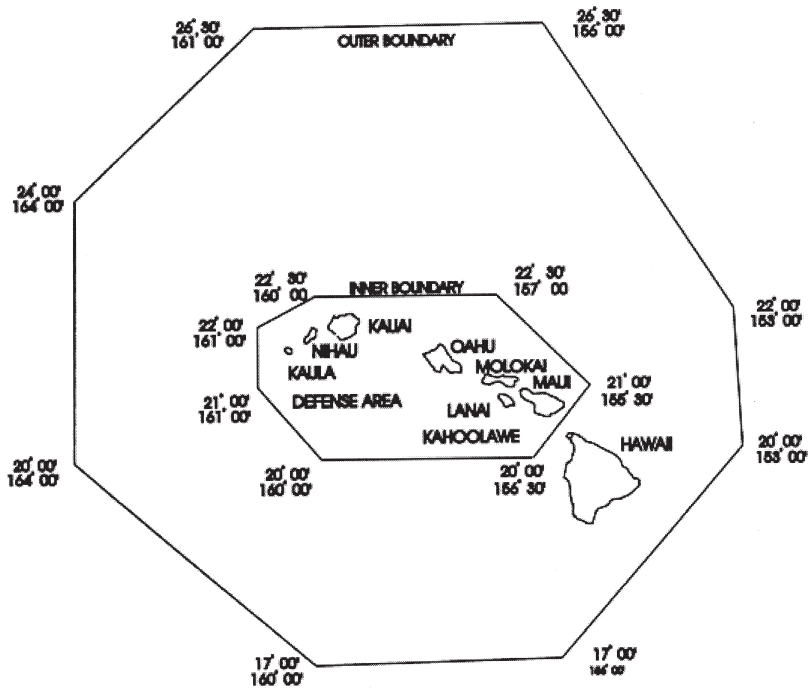 26° 30'
161° 00'
OUTER BOUNDARY
26° 30'
156° 00'
24° 00'
164° 00'
22° 30'
160° 00
INNER BOUNDARY
22° 30'
157° 00
22° 00'
153° 00'
22° 00'
161° 00'
KAUAI
NIHAU
KAULA
OAHU
MOLOKAI
MAUI
21° 00'
155° 30'
21° 00'
161° 00'
DEFENSE AREA
LANAI
KAHOOLAWE
HAWAII
20° 00'
153° 00'
20° 00'
164° 00'
20° 00'
160° 00'
20° 00'
156° 30'
17° 00'
160° 00'
17° 00'